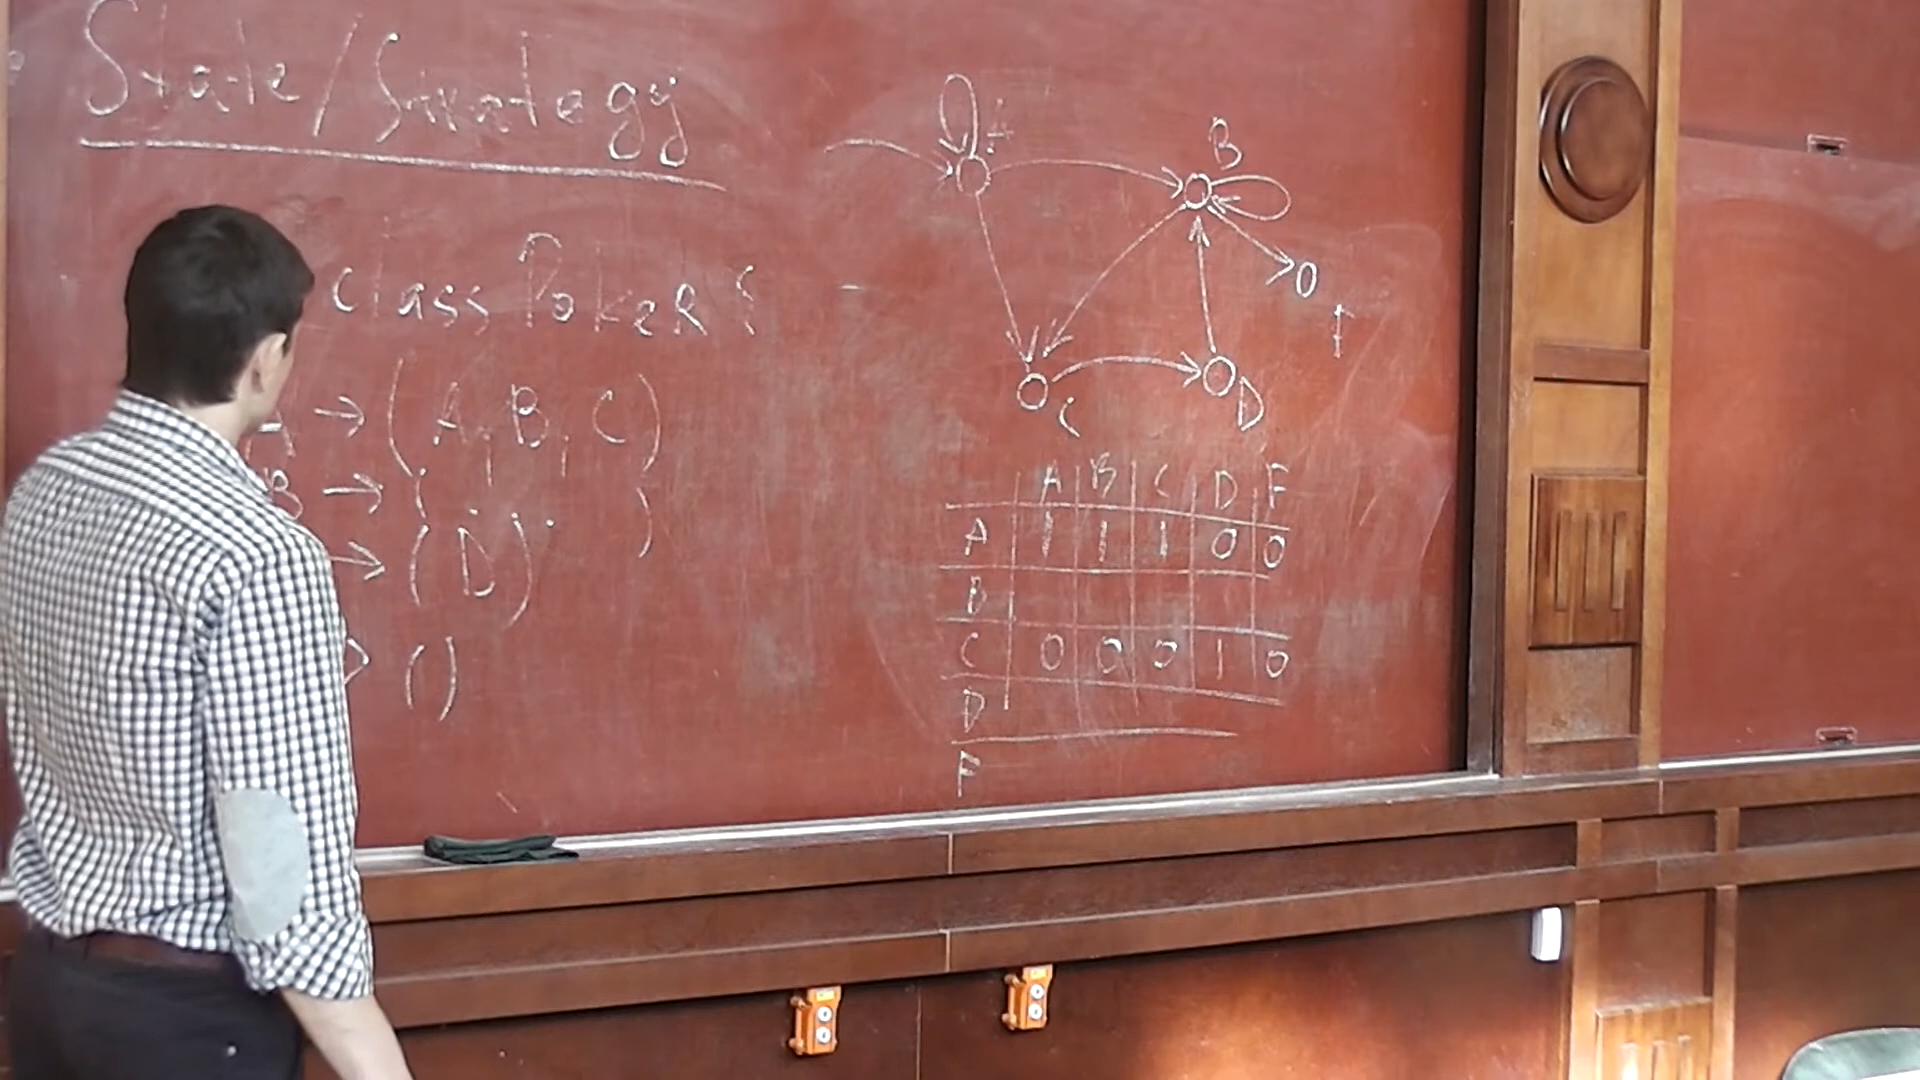 State/Strategy
class PokeR {
A → (A, B, C)
B → ( )
→ (D)
→ ()
A
B
F
C
D
A B C D F
A 1 1 1 0 0
B
C 0 0 0 1 0
D
F